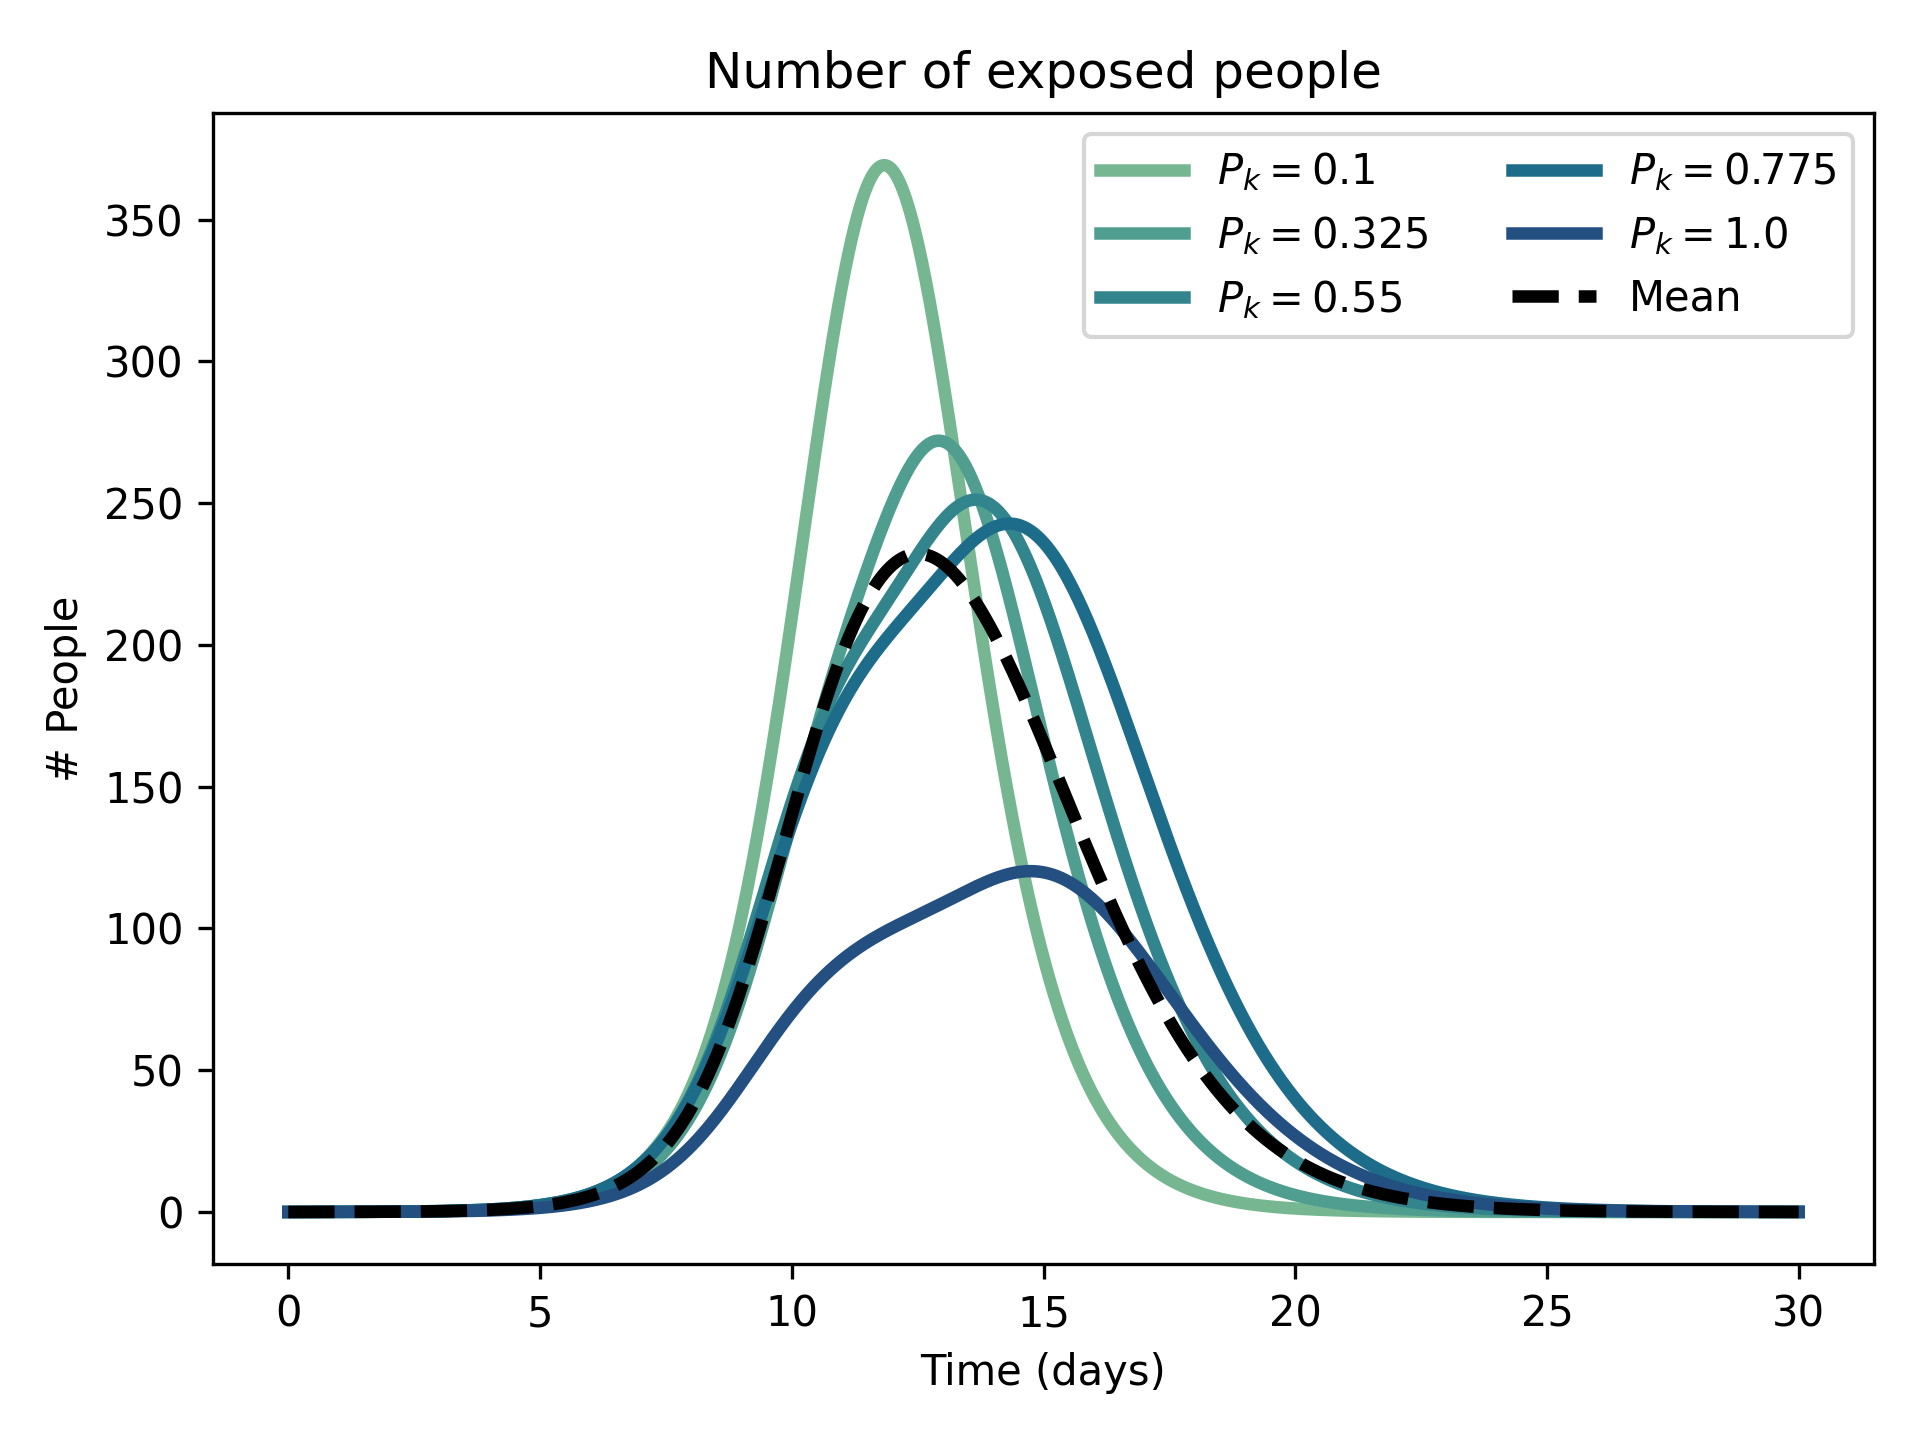 Number of exposed people
P_k = 0.1
P_k = 0.325
P_k = 0.55
P_k = 0.775
P_k = 1.0
Mean
# People
350
300
250
200
150
100
50
0
0 5 10 15 20 25 30
Time (days)